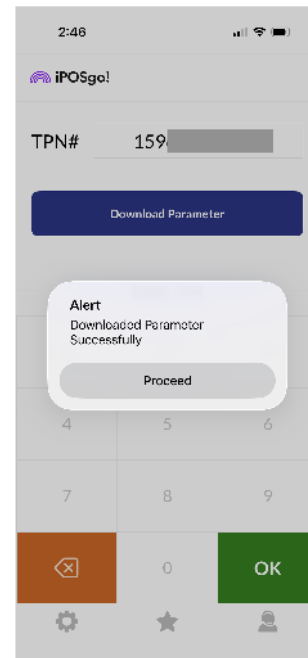 2:46
iPOSgo!
TPN# 159
Download Parameter
Alert
Downloaded Parameter
Successfully
Proceed
4 5 6
7 8 9
0 OK